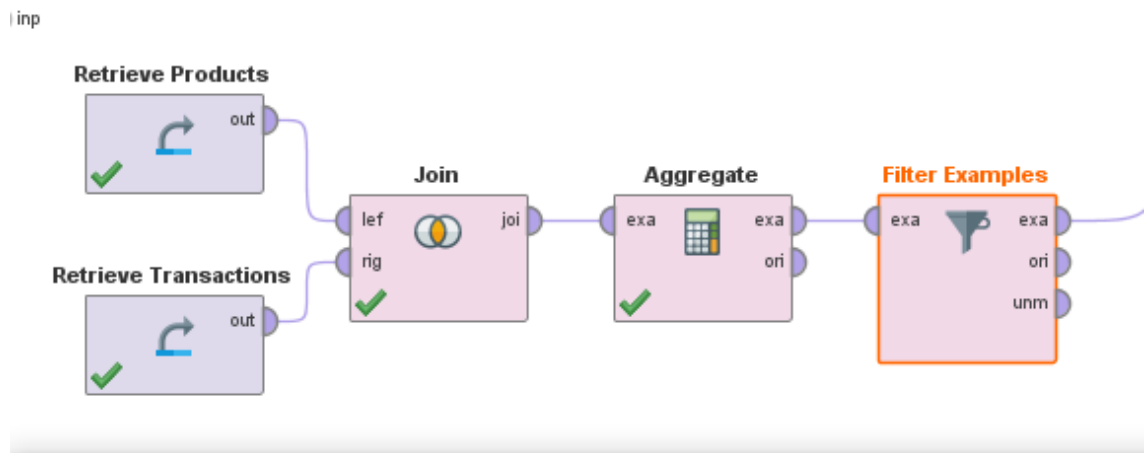 inp
Retrieve Products
out
Join
lef
joi
rig
Aggregate
exa
exa
ori
Filter Examples
exa
exa
ori
unm
Retrieve Transactions
out